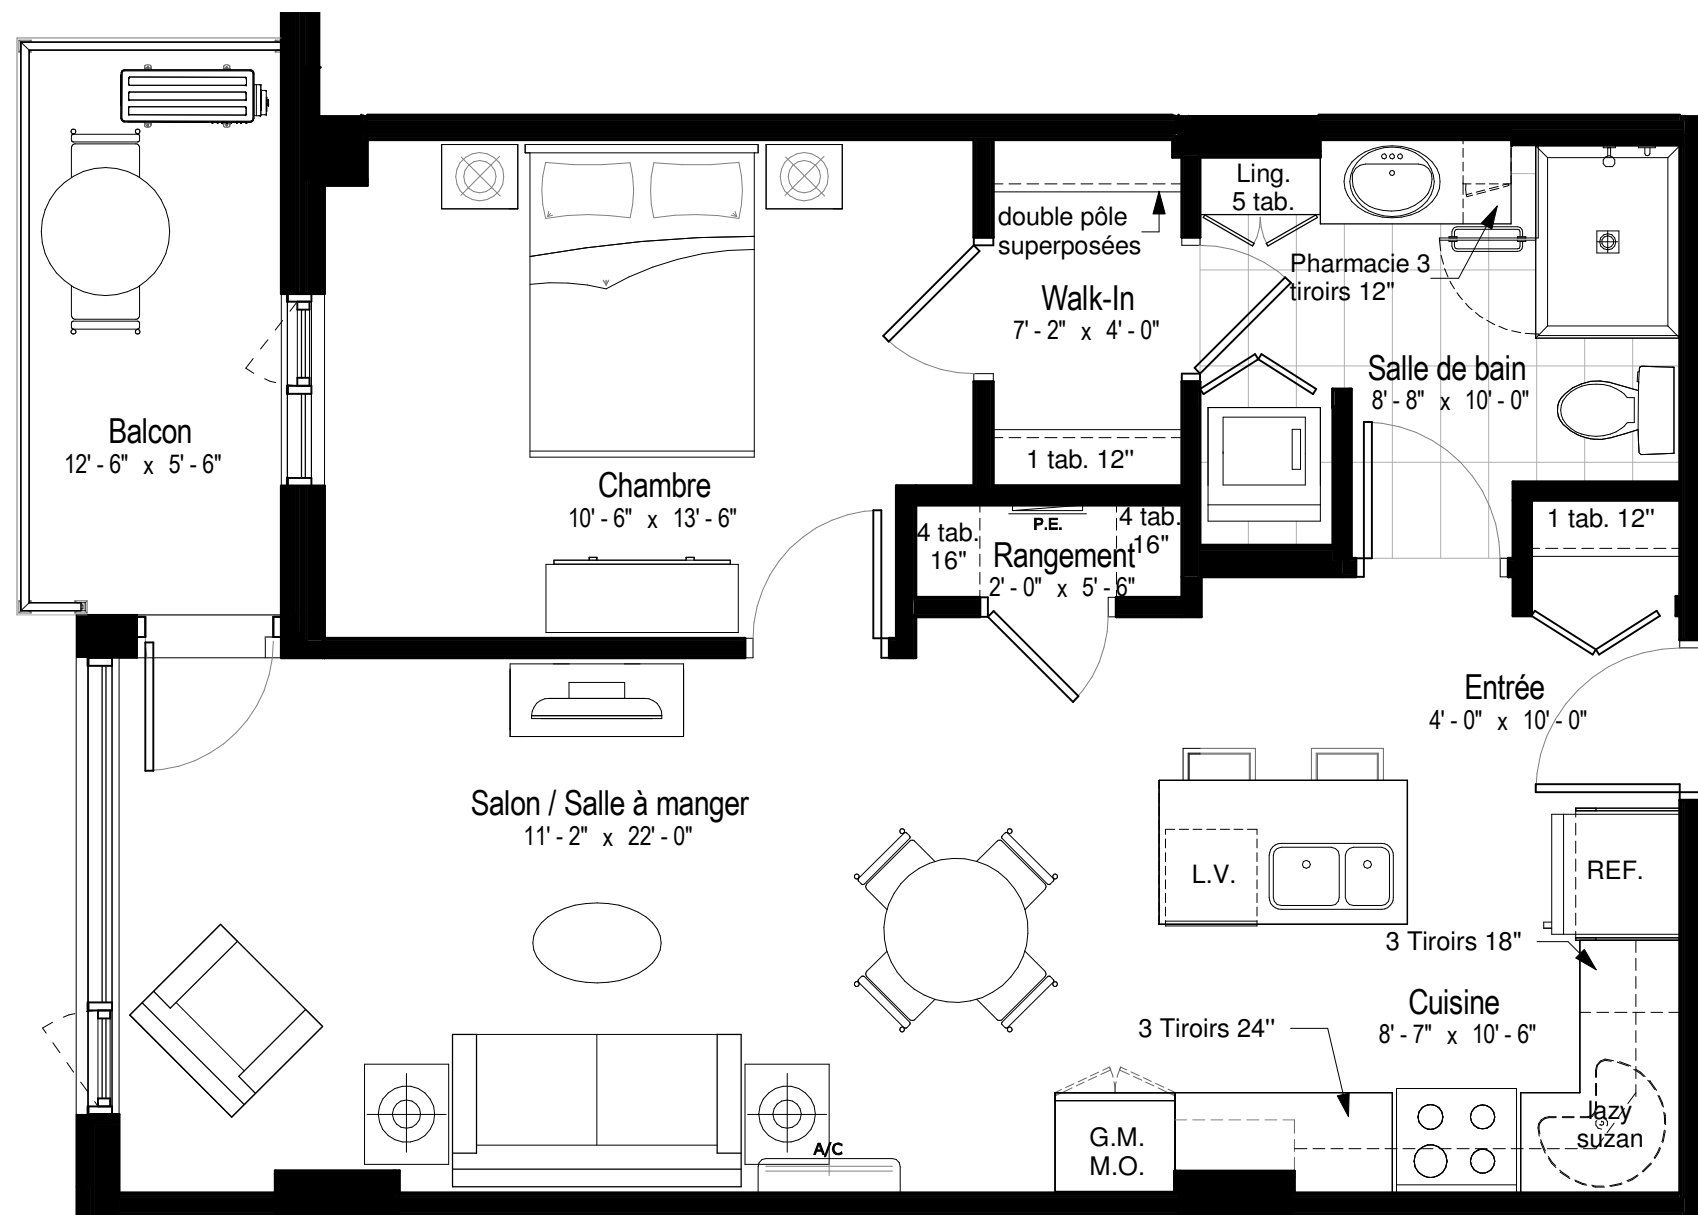 Ling.
5 tab.
double pôle
superposées
Pharmacie 3
tiroirs 12"
Walk-In
7' - 2" x 4' - 0"
Salle de bain
8' - 8" x 10' - 0"
Balcon
12' - 6" x 5' - 6"
1 tab. 12"
Chambre
10' - 6" x 13' - 6"
4 tab.
16"
P.E.
4 tab.
16"
Rangement
2' - 0" x 5' - 6"
1 tab. 12"
Entrée
4' - 0" x 10' - 0"
Salon / Salle à manger
11' - 2" x 22' - 0"
L.V.
REF.
3 Tiroirs 18"
Cuisine
8' - 7" x 10' - 6"
3 Tiroirs 24"
lazy
suzan
G.M.
M.O.
A/C